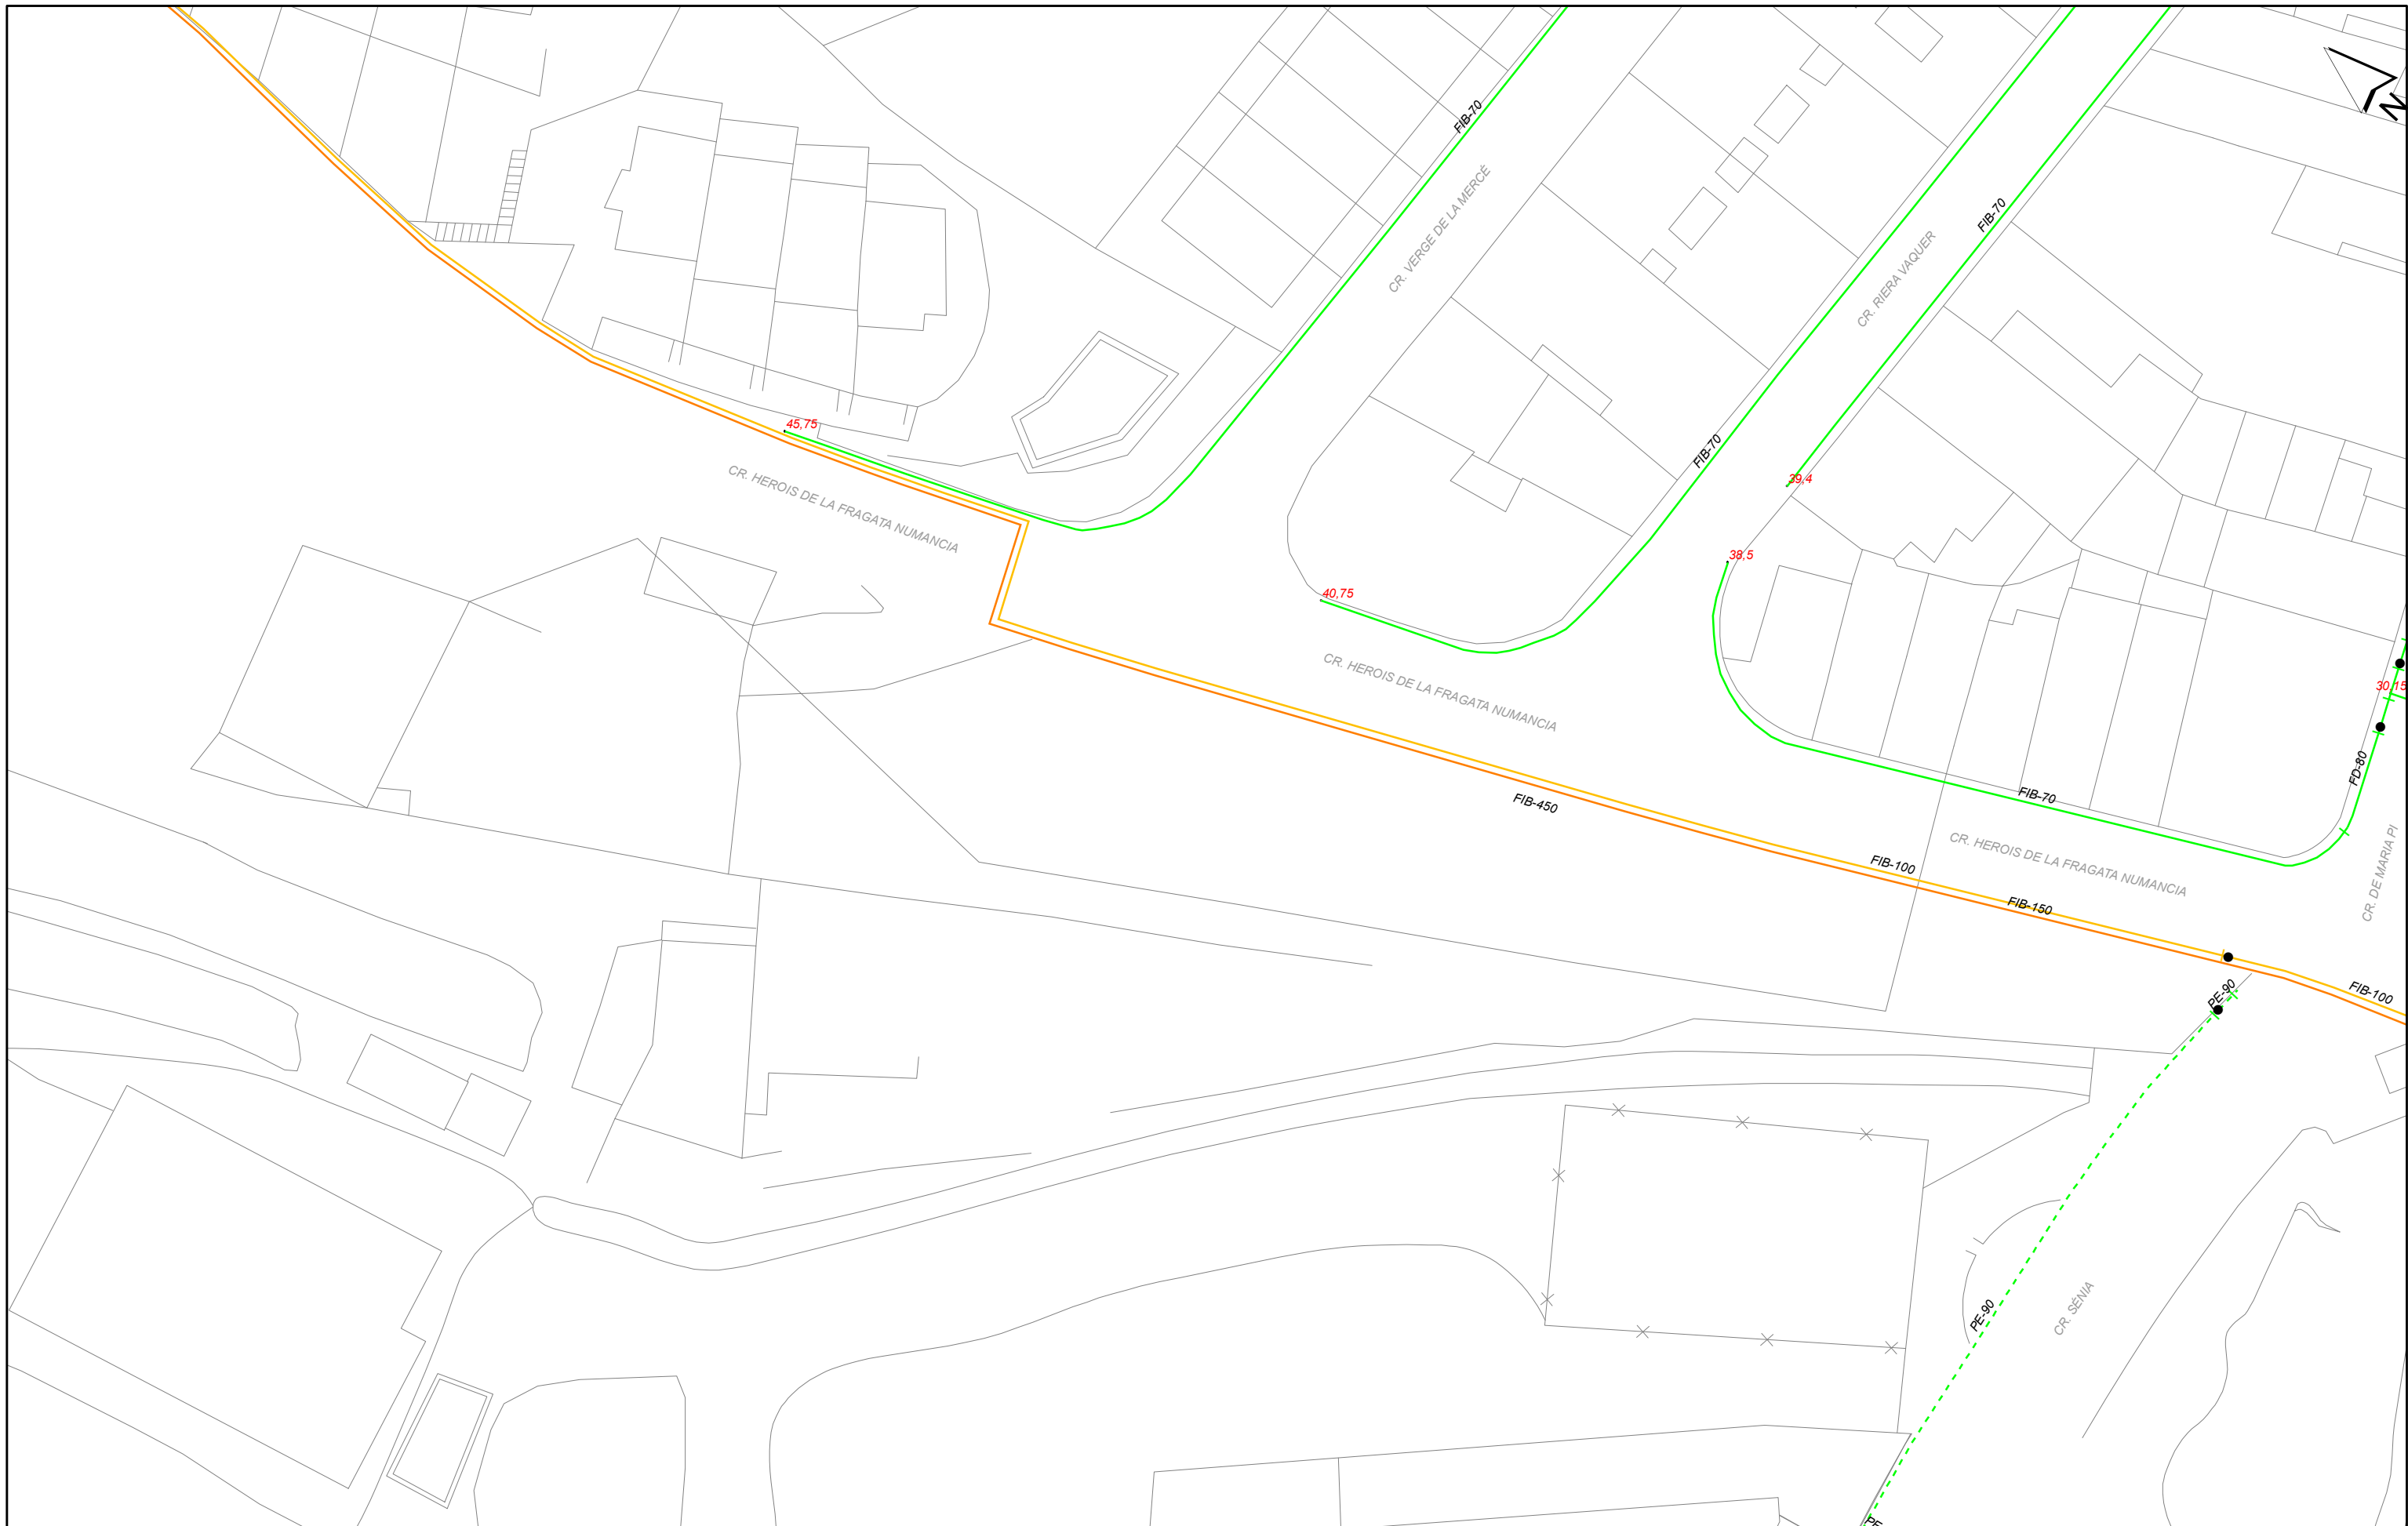 N
FIB-70
CR. VERGE DE LA MERCÉ
FIB-70
CR. RIERA VAQUER
45,75
FIB-70
39,4
CR. HEROIS DE LA FRAGATA NUMANCIA
38,5
40,75
CR. HEROIS DE LA FRAGATA NUMANCIA
30,15
FD-80
FIB-450
FIB-70
CR. HEROIS DE LA FRAGATA NUMANCIA
CR. DE MARIA PI
FIB-100
FIB-150
PE-90
FIB-100
PE-90
CR. SÉNIA